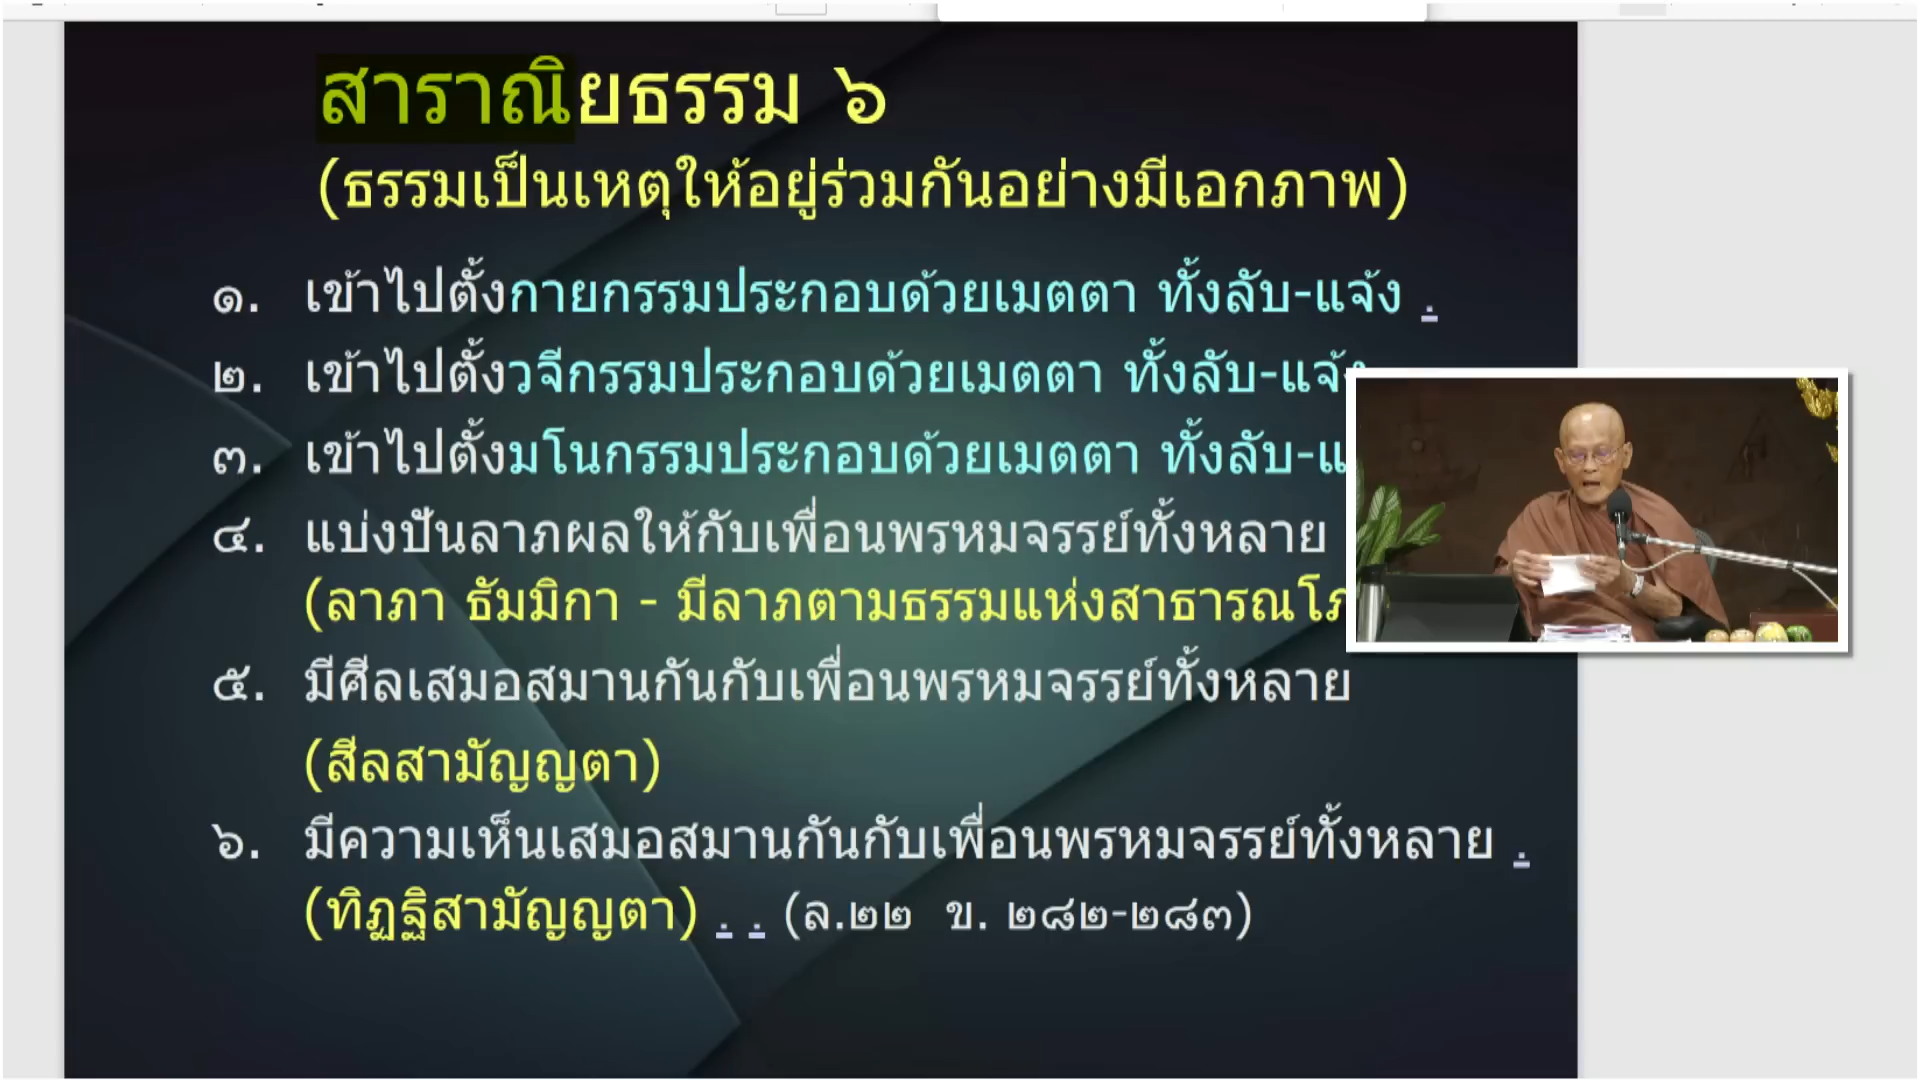 สาราณิยธรรม ๖
(ธรรมเป็นเหตุให้อยู่ร่วมกันอย่างมีเอกภาพ)
๑. เข้าไปตั้งกายกรรมประกอบด้วยเมตตา ทั้งลับ-แจ้ง .
๒. เข้าไปตั้งวจีกรรมประกอบด้วยเมตตา ทั้งลับ-แจ้ง
๓. เข้าไปตั้งมโนกรรมประกอบด้วยเมตตา ทั้งลับ-แ
๔. แบ่งปันลาภผลให้กับเพื่อนพรหมจรรย์ทั้งหลาย
(ลาภา ธัมมิกา - มีลาภตามธรรมแห่งสาธารณโภ
๕. มีศีลเสมอสมานกันกับเพื่อนพรหมจรรย์ทั้งหลาย
(สีลสามัญญตา)
๖. มีความเห็นเสมอสมานกันกับเพื่อนพรหมจรรย์ทั้งหลาย .
(ทิฏฐิสามัญญตา) . . (ล.๒๒ ข. ๒๘๒-๒๘๓)